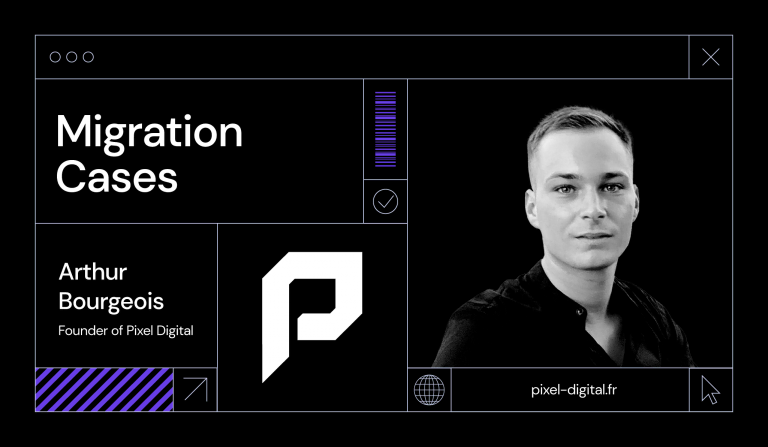 Migration
Cases
Arthur
Bourgeois
Founder of Pixel Digital
pixel-digital.fr